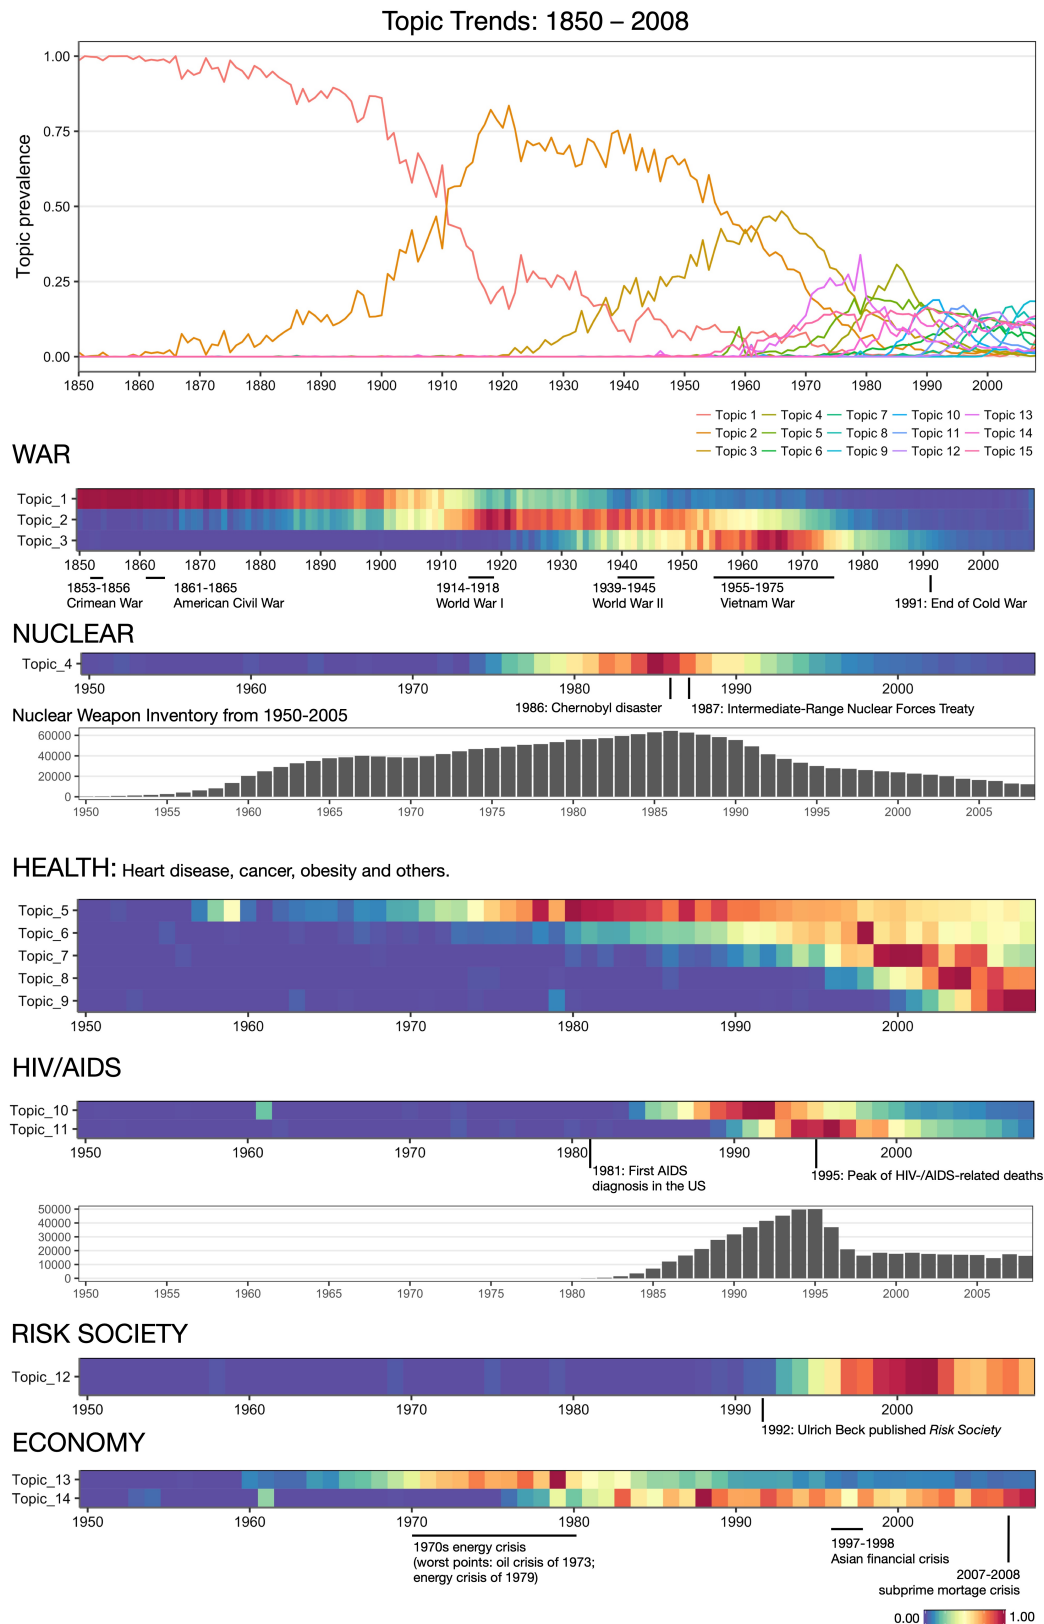 Topic Trends: 1850 – 2008
Topic prevalence
1.00
0.75
0.50
0.25
0.00
1850 1860 1870 1880 1890 1900 1910 1920 1930 1940 1950 1960 1970 1980 1990 2000
Topic 1 Topic 4 Topic 7 Topic 10 Topic 13
Topic 2 Topic 5 Topic 8 Topic 11 Topic 14
Topic 3 Topic 6 Topic 9 Topic 12 Topic 15
WAR
Topic_1
Topic_2
Topic_3
1850 1860 1870 1880 1890 1900 1910 1920 1930 1940 1950 1960 1970 1980 1990 2000
1853-1856 1861-1865 1914-1918 1939-1945 1955-1975
Crimean War American Civil War World War I World War II Vietnam War 1991: End of Cold War
NUCLEAR
Topic_4
1950 1960 1970 1980 1990 2000
1986: Chernobyl disaster 1987: Intermediate-Range Nuclear Forces Treaty
Nuclear Weapon Inventory from 1950-2005
60000
40000
20000
0
1950 1955 1960 1965 1970 1975 1980 1985 1990 1995 2000 2005
HEALTH: Heart disease, cancer, obesity and others.
Topic_5
Topic_6
Topic_7
Topic_8
Topic_9
1950 1960 1970 1980 1990 2000
HIV/AIDS
Topic_10
Topic_11
1950 1960 1970 1980 1990 2000
1981: First AIDS
diagnosis in the US
1995: Peak of HIV-/AIDS-related deaths
50000
40000
30000
20000
10000
0
1950 1955 1960 1965 1970 1975 1980 1985 1990 1995 2000 2005
RISK SOCIETY
Topic_12
1950 1960 1970 1980 1990 2000
1992: Ulrich Beck published Risk Society
ECONOMY
Topic_13
Topic_14
1950 1960 1970 1980 1990 2000
1970s energy crisis
(worst points: oil crisis of 1973;
energy crisis of 1979)
1997-1998
Asian financial crisis
2007-2008
subprime mortage crisis
0.00 1.00